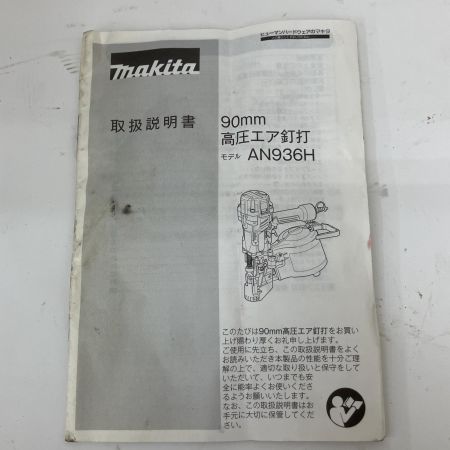 ヒューマンハードウェアのマキタ
makita
取扱説明書
90mm
高圧エア釘打
モデル AN936H
このたびは90mm高圧エア釘打をお買い
上げ賜わり厚くお礼申し上げます。
ご使用に先立ち、この取扱説明書をよく
お読みいただき本製品の性能を十分ご理
解の上で、適切な取り扱いと保守をして
いただいて、いつまでも安
全に能率よくお使いくださ
るようお願いいたします。
なお、この取扱説明書はお
手元に大切に保管してくだ
さい。